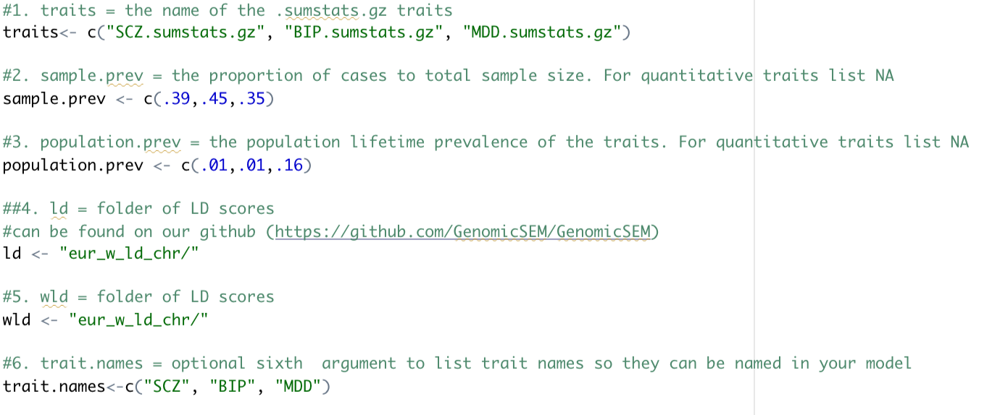 #1. traits = the name of the .sumstats.gz traits
traits<- c("SCZ.sumstats.gz", "BIP.sumstats.gz", "MDD.sumstats.gz")
#2. sample.prev = the proportion of cases to total sample size. For quantitative traits list NA
sample.prev <- c(.39,.45,.35)
#3. population.prev = the population lifetime prevalence of the traits. For quantitative traits list NA
population.prev <- c(.01,.01,.16)
##4. ld = folder of LD scores
#can be found on our github (https://github.com/GenomicSEM/GenomicSEM)
ld <- "eur_w_ld_chr/"
#5. wld = folder of LD scores
wld <- "eur_w_ld_chr/"
#6. trait.names = optional sixth  argument to list trait names so they can be named in your model
trait.names<-c("SCZ", "BIP", "MDD")